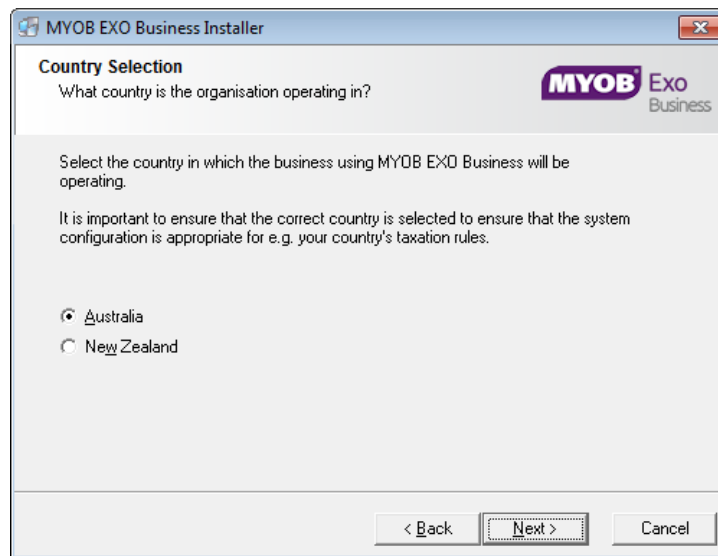 MYOB EXO Business Installer
Country Selection
What country is the organisation operating in?
MYOB Exo
Business
Select the country in which the business using MYOB EXO Business will be
operating.
It is important to ensure that the correct country is selected to ensure that the system
configuration is appropriate for e.g. your country's taxation rules.
Australia
New Zealand
< Back
Next >
Cancel